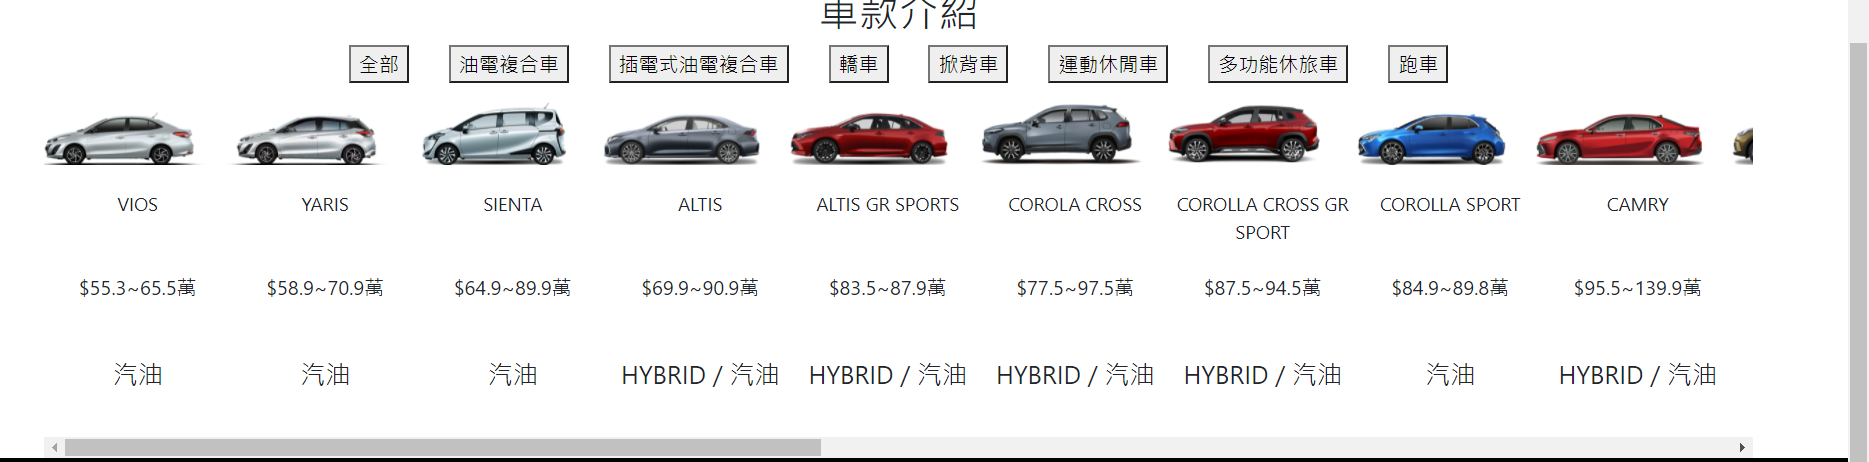 車款介紹
全部 油電複合車 插電式油電複合車 轎車 掀背車 運動休閒車 多功能休旅車 跑車
VIOS YARIS SIENTA ALTIS ALTIS GR SPORTS COROLA CROSS COROLLA CROSS GR COROLLA SPORT CAMRY
SPORT
$55.3~65.5萬 $58.9~70.9萬 $64.9~89.9萬 $69.9~90.9萬 $83.5~87.9萬 $77.5~97.5萬 $87.5~94.5萬 $84.9~89.8萬 $95.5~139.9萬
汽油 汽油 汽油 HYBRID / 汽油 HYBRID / 汽油 HYBRID / 汽油 HYBRID / 汽油 汽油 HYBRID / 汽油